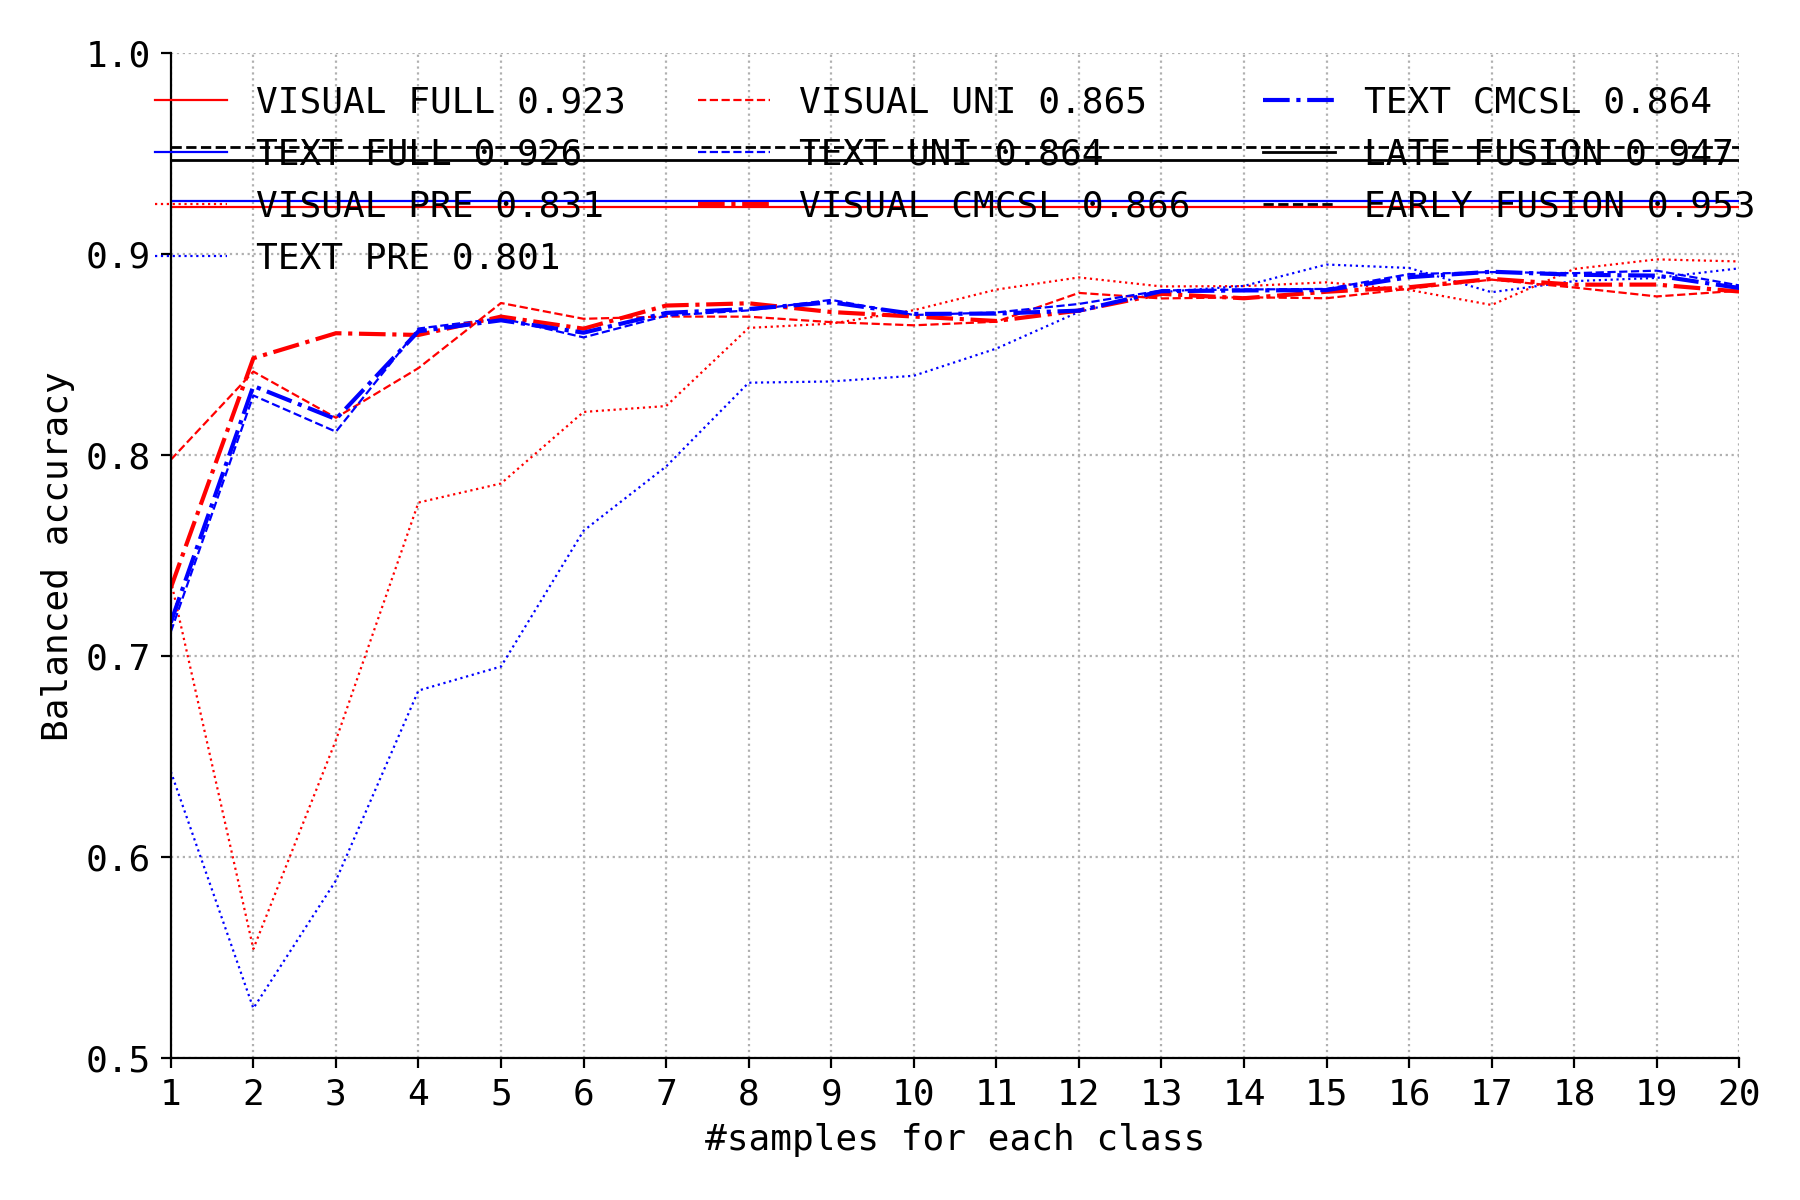 1.0
VISUAL FULL 0.923 VISUAL UNI 0.865 TEXT CMCSL 0.864
TEXT FULL 0.926 TEXT UNI 0.864 LATE FUSION 0.947
VISUAL PRE 0.831 VISUAL CMCSL 0.866 EARLY FUSION 0.953
0.9 TEXT PRE 0.801
0.8
0.7
0.6
0.5
Balanced accuracy
1 2 3 4 5 6 7 8 9 10 11 12 13 14 15 16 17 18 19 20
#samples for each class